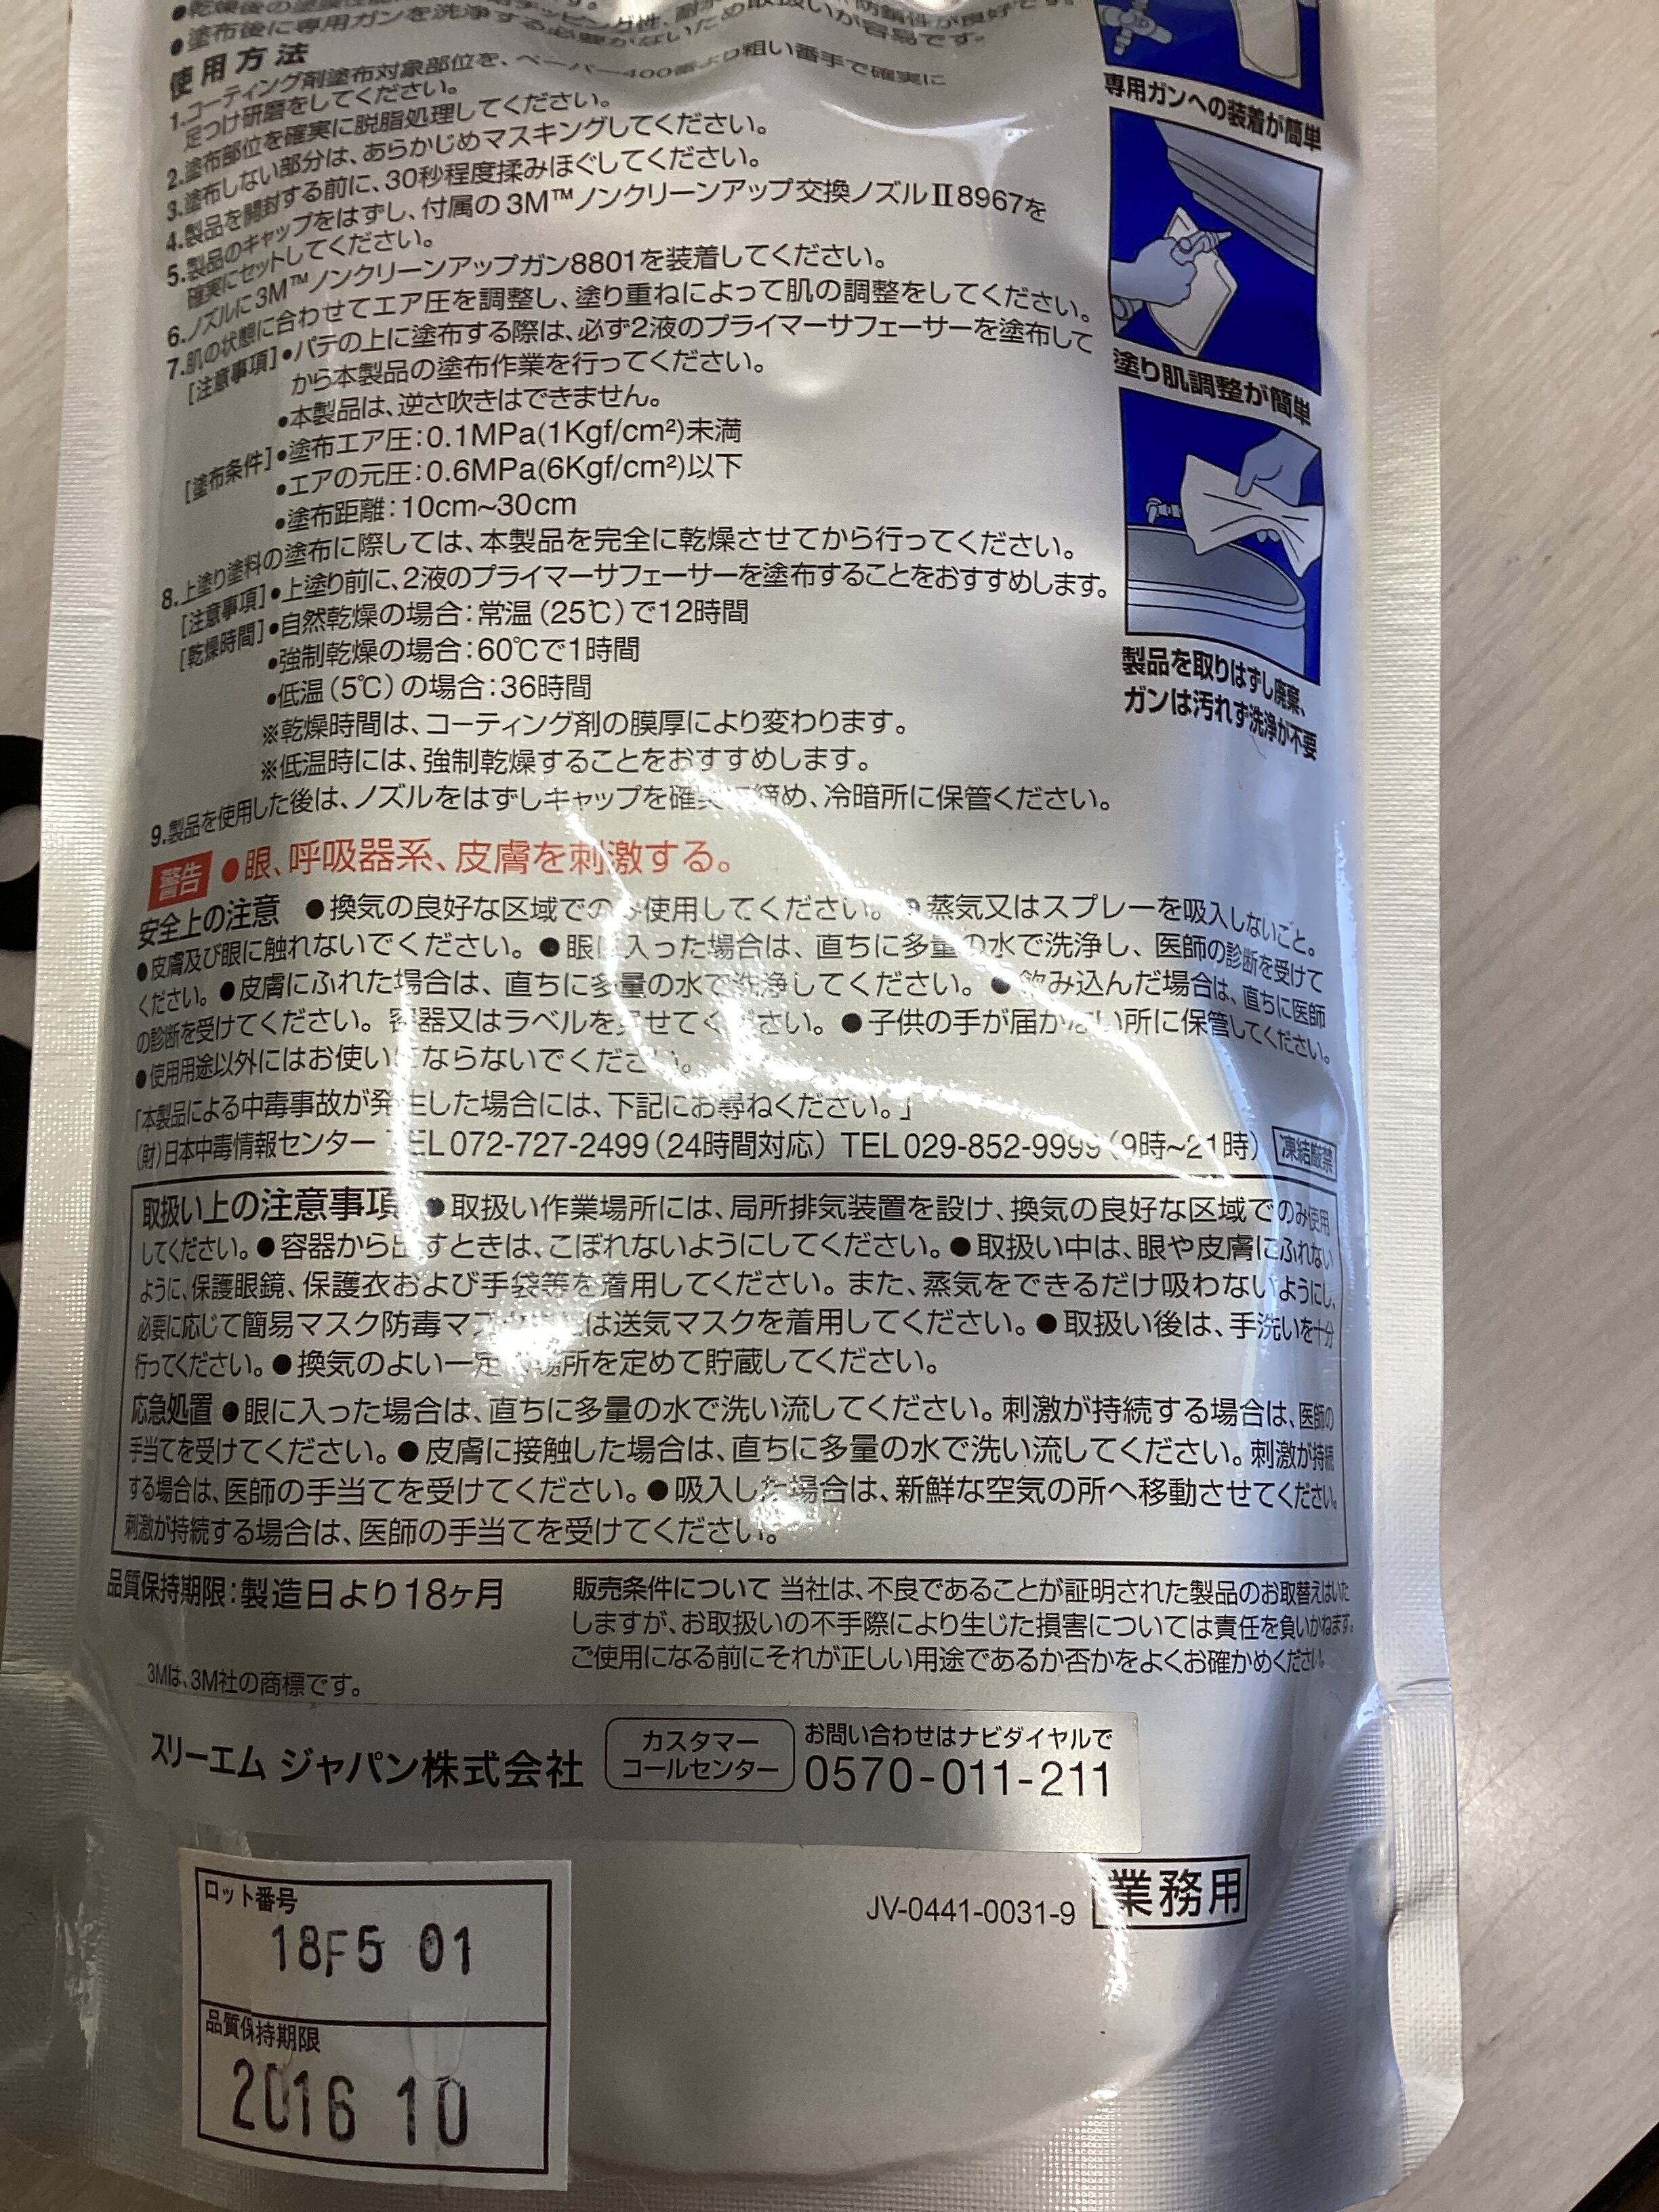 ●塗布後に専用ガンを洗浄する必要がないため取扱いが容易です。
使用方法
1.コーティング剤塗布対象部位を、ペーパー400番より粗い番手で確実に
足つけ研磨をしてください。
2.塗布部位を確実に脱脂処理してください。
3.塗布しない部分は、あらかじめマスキングしてください。
4.製品を開封する前に、30秒程度揉みほぐしてください。
5.製品のキャップをはずし、付属の3M™ノンクリーンアップ交換ノズルⅡ8967を
確実にセットしてください。
6.ノズルに3M™ノンクリーンアップガン8801を装着してください。
7.肌の状態に合わせてエア圧を調整し、塗り重ねによって肌の調整をしてください。
[注意事項]●パテの上に塗布する際は、必ず2液のプライマーサフェーサーを塗布して
から本製品の塗布作業を行ってください。
●本製品は、逆さ吹きはできません。
[塗布条件]●塗布エア圧:0.1MPa(1Kgf/cm²)未満
●エアの元圧:0.6MPa(6Kgf/cm²)以下
●塗布距離:10cm~30cm
8.上塗り塗料の塗布に際しては、本製品を完全に乾燥させてから行ってください。
[注意事項]●上塗り前に、2液のプライマーサフェーサーを塗布することをおすすめします。
[乾燥時間]●自然乾燥の場合:常温(25℃)で12時間
●強制乾燥の場合:60℃で1時間
●低温(5℃)の場合:36時間
※乾燥時間は、コーティング剤の膜厚により変わります。
※低温時には、強制乾燥することをおすすめします。
9.製品を使用した後は、ノズルをはずしキャップを確実に締め、冷暗所に保管ください。
専用ガンへの装着が簡単
塗り肌調整が簡単
製品を取りはずし廃棄、
ガンは汚れず洗浄が不要
警告 ●眼、呼吸器系、皮膚を刺激する。
安全上の注意 ●換気の良好な区域でのみ使用してください。●蒸気又はスプレーを吸入しないこと。
●皮膚及び眼に触れないでください。●眼に入った場合は、直ちに多量の水で洗浄し、医師の診断を受けて
ください。●皮膚にふれた場合は、直ちに多量の水で洗浄してください。●飲み込んだ場合は、直ちに医師
の診断を受けてください。容器又はラベルを見せてください。●子供の手が届かない所に保管してください。
●使用用途以外にはお使いにならないでください。
「本製品による中毒事故が発生した場合には、下記にお尋ねください。」
(財)日本中毒情報センター TEL072-727-2499(24時間対応) TEL029-852-9999(9時~21時) 凍結厳禁
取扱い上の注意事項 ●取扱い作業場所には、局所排気装置を設け、換気の良好な区域でのみ使用
してください。●容器から出すときは、こぼれないようにしてください。●取扱い中は、眼や皮膚にふれない
ように、保護眼鏡、保護衣および手袋等を着用してください。また、蒸気をできるだけ吸わないようにし、
必要に応じて簡易マスク防毒マスクは送気マスクを着用してください。●取扱い後は、手洗いを十分
行ってください。●換気のよい一定の場所を定めて貯蔵してください。
応急処置 ●眼に入った場合は、直ちに多量の水で洗い流してください。刺激が持続する場合は、医師の
手当てを受けてください。●皮膚に接触した場合は、直ちに多量の水で洗い流してください。刺激が持続
する場合は、医師の手当てを受けてください。●吸入した場合は、新鮮な空気の所へ移動させてください。
刺激が持続する場合は、医師の手当てを受けてください。
品質保持期限:製造日より18ヶ月
販売条件について 当社は、不良であることが証明された製品のお取替えはいた
しますが、お取扱いの不手際により生じた損害については責任を負いかねます。
ご使用になる前にそれが正しい用途であるか否かをよくお確かめください。
3Mは、3M社の商標です。
スリーエム ジャパン株式会社
カスタマー
コールセンター
お問い合わせはナビダイヤルで
0570-011-211
JV-0441-0031-9 業務用
ロット番号
18F5 01
品質保持期限
2016 10